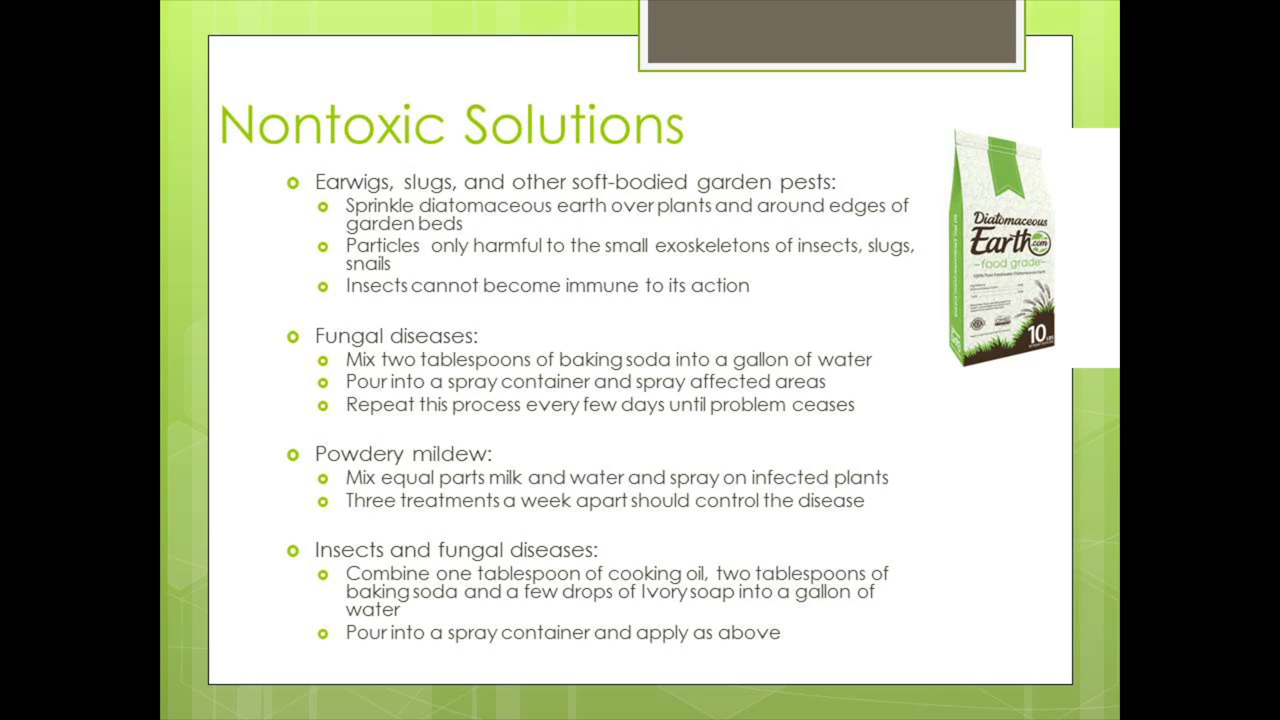 Nontoxic Solutions
Earwigs, slugs, and other soft-bodied garden pests:
Sprinkle diatomaceous earth over plants and around edges of
garden beds
Particles only harmful to the small exoskeletons of insects, slugs,
snails
Insects cannot become immune to its action
Fungal diseases:
Mix two tablespoons of baking soda into a gallon of water
Pour into a spray container and spray affected areas
Repeat this process every few days until problem ceases
Powdery mildew:
Mix equal parts milk and water and spray on infected plants
Three treatments a week apart should control the disease
Insects and fungal diseases:
Combine one tablespoon of cooking oil, two tablespoons of
baking soda and a few drops of Ivory soap into a gallon of
water
Pour into a spray container and apply as above
Diatomaceous
Earth.com
food grade
100% Pure Freshwater Diatomaceous Earth
10 LBS